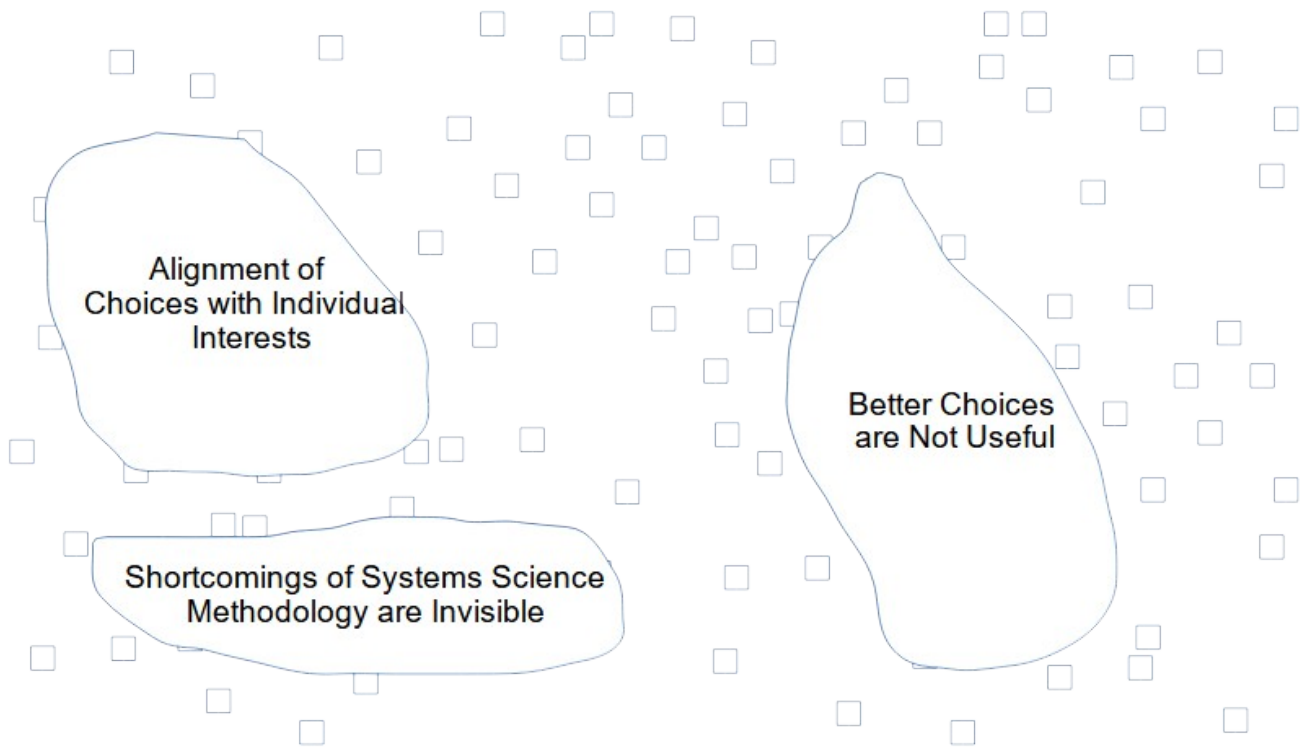 Alignment of
Choices with Individual
Interests
Better Choices
are Not Useful
Shortcomings of Systems Science
Methodology are Invisible